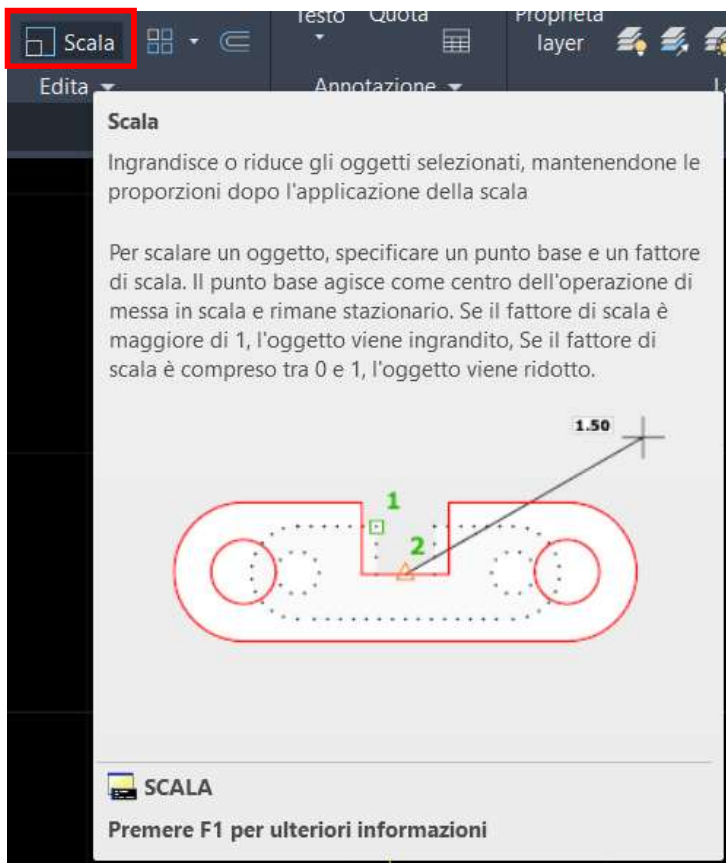 Testo Quota Proprietà
Scala layer
Edita Annotazione
Scala
Ingrandisce o riduce gli oggetti selezionati, mantenendone le
proporzioni dopo l'applicazione della scala
Per scalare un oggetto, specificare un punto base e un fattore
di scala. Il punto base agisce come centro dell'operazione di
messa in scala e rimane stazionario. Se il fattore di scala è
maggiore di 1, l'oggetto viene ingrandito, Se il fattore di
scala è compreso tra 0 e 1, l'oggetto viene ridotto.
1.50
1
2
SCALA
Premere F1 per ulteriori informazioni